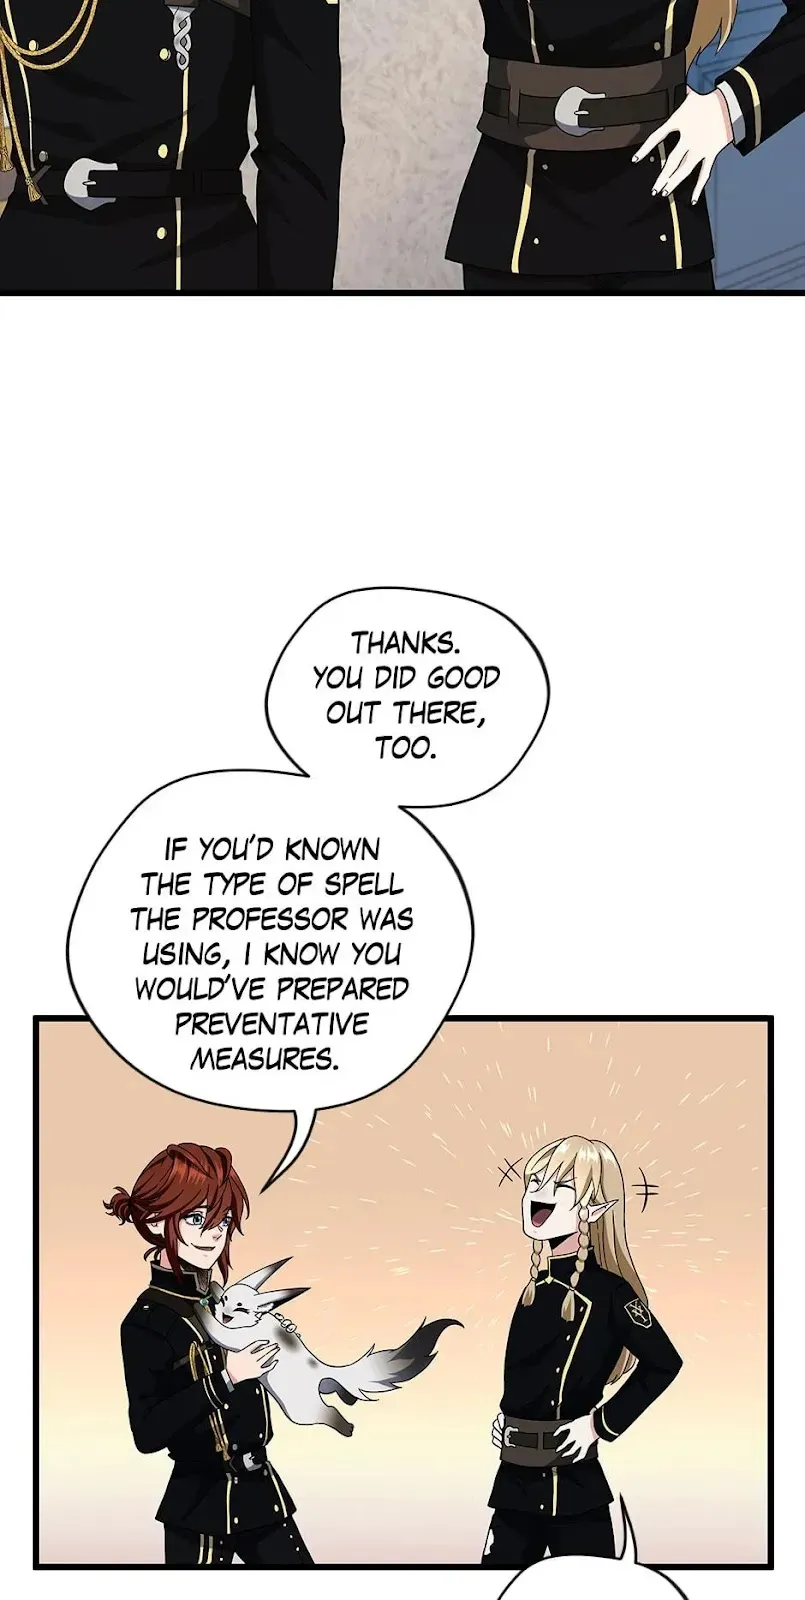 THANKS.
YOU DID GOOD
OUT THERE,
TOO.
IF YOU'D KNOWN
THE TYPE OF SPELL
THE PROFESSOR WAS
USING, I KNOW YOU
WOULD'VE PREPARED
PREVENTATIVE
MEASURES.